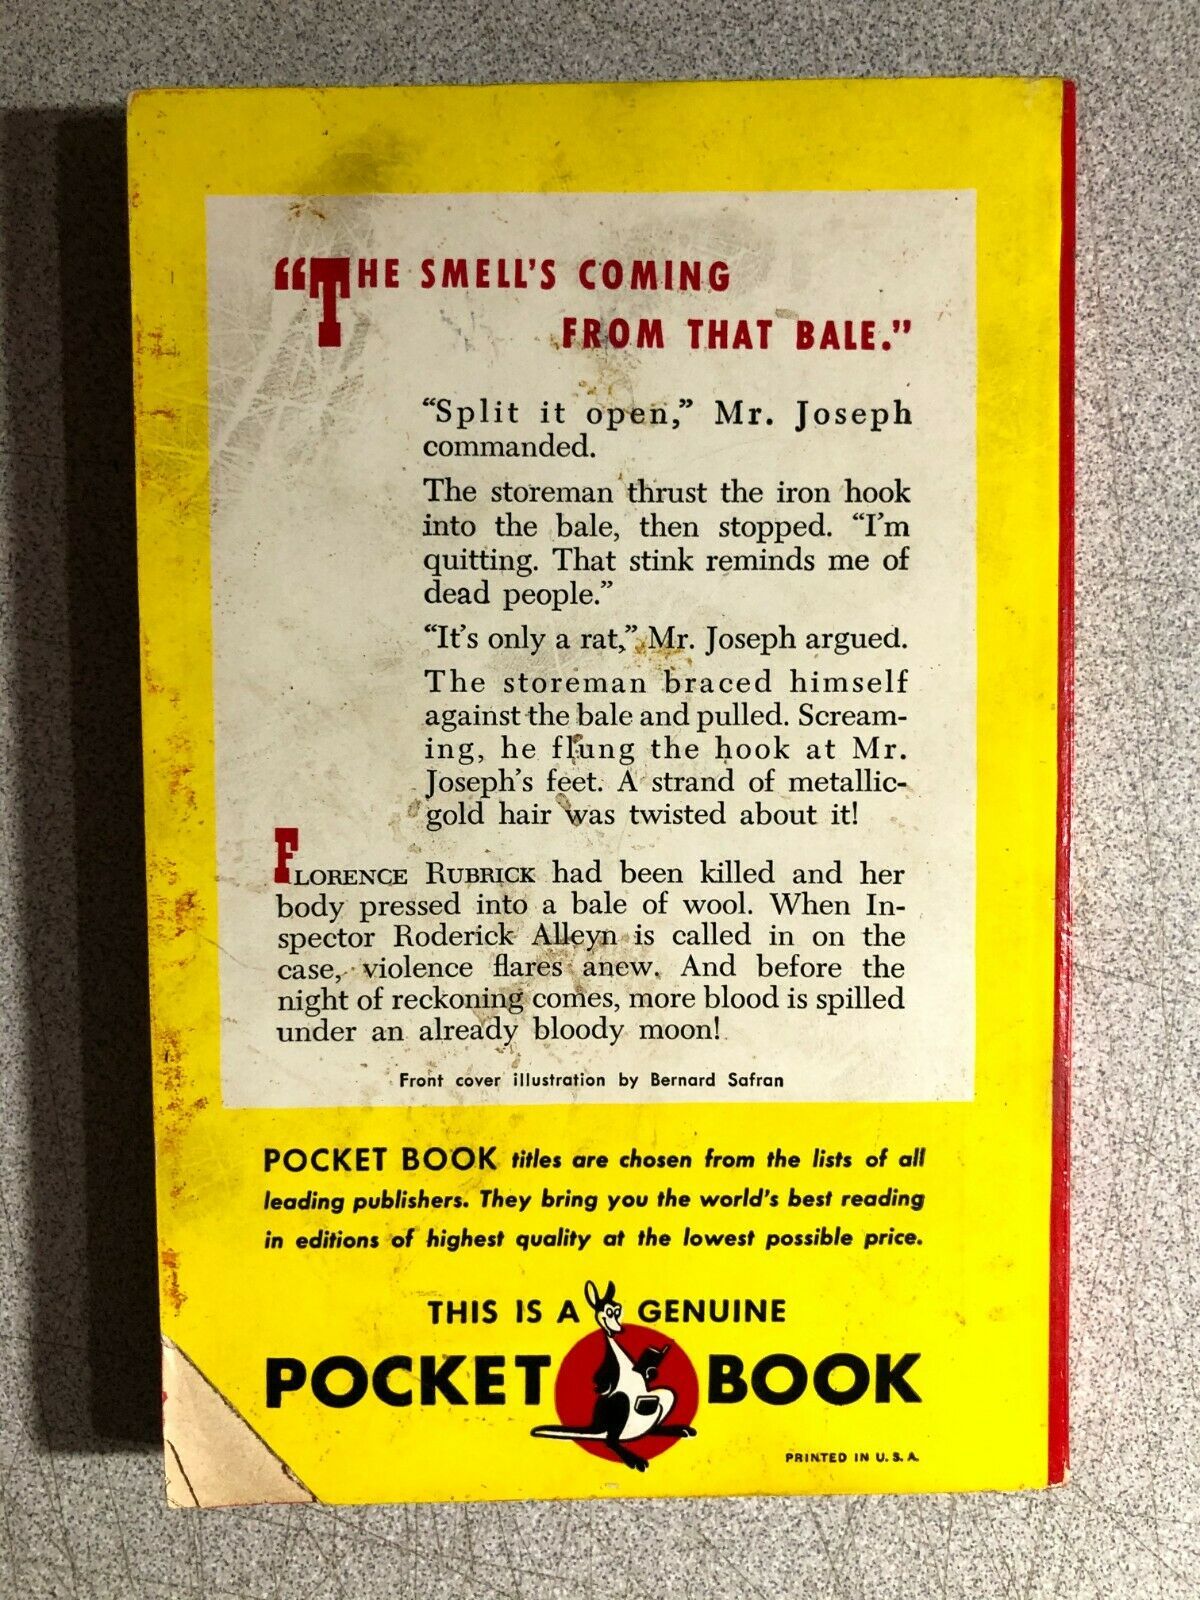 “THE SMELL’S COMING
FROM THAT BALE.”
“Split it open,” Mr. Joseph
commanded.
The storeman thrust the iron hook
into the bale, then stopped. “I’m
quitting. That stink reminds me of
dead people.”
“It’s only a rat,” Mr. Joseph argued.
The storeman braced himself
against the bale and pulled. Scream-
ing, he flung the hook at Mr.
Joseph’s feet. A strand of metallic-
gold hair was twisted about it!
FLORENCE RUBRICK had been killed and her
body pressed into a bale of wool. When In-
spector Roderick Alleyn is called in on the
case, violence flares anew. And before the
night of reckoning comes, more blood is spilled
under an already bloody moon!
Front cover illustration by Bernard Safran
POCKET BOOK titles are chosen from the lists of all
leading publishers. They bring you the world’s best reading
in editions of highest quality at the lowest possible price.
THIS IS A GENUINE
POCKET BOOK
PRINTED IN U. S. A.